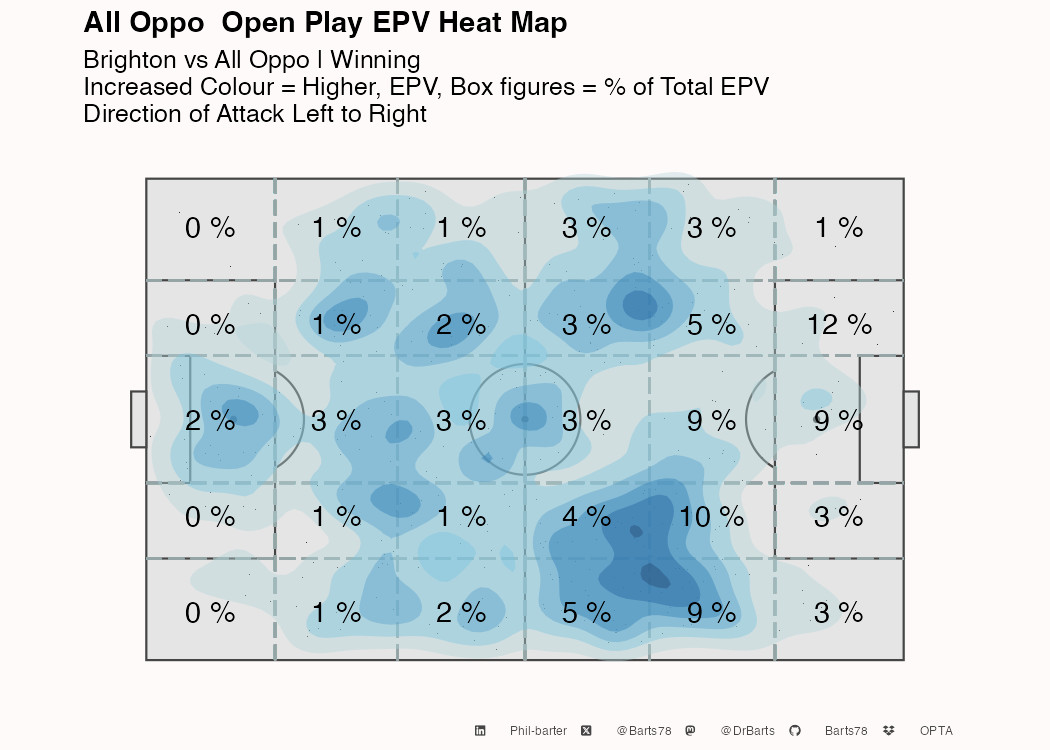 All Oppo  Open Play EPV Heat Map
Brighton vs All Oppo | Winning
Increased Colour = Higher, EPV, Box figures = % of Total EPV
Direction of Attack Left to Right
0 % 1 % 1 % 3 % 3 % 1 %
0 % 1 % 2 % 3 % 5 % 12 %
2 % 3 % 3 % 3 % 9 % 9 %
0 % 1 % 1 % 4 % 10 % 3 %
0 % 1 % 2 % 5 % 9 % 3 %
Phil-barter @Barts78 @DrBarts Barts78 OPTA